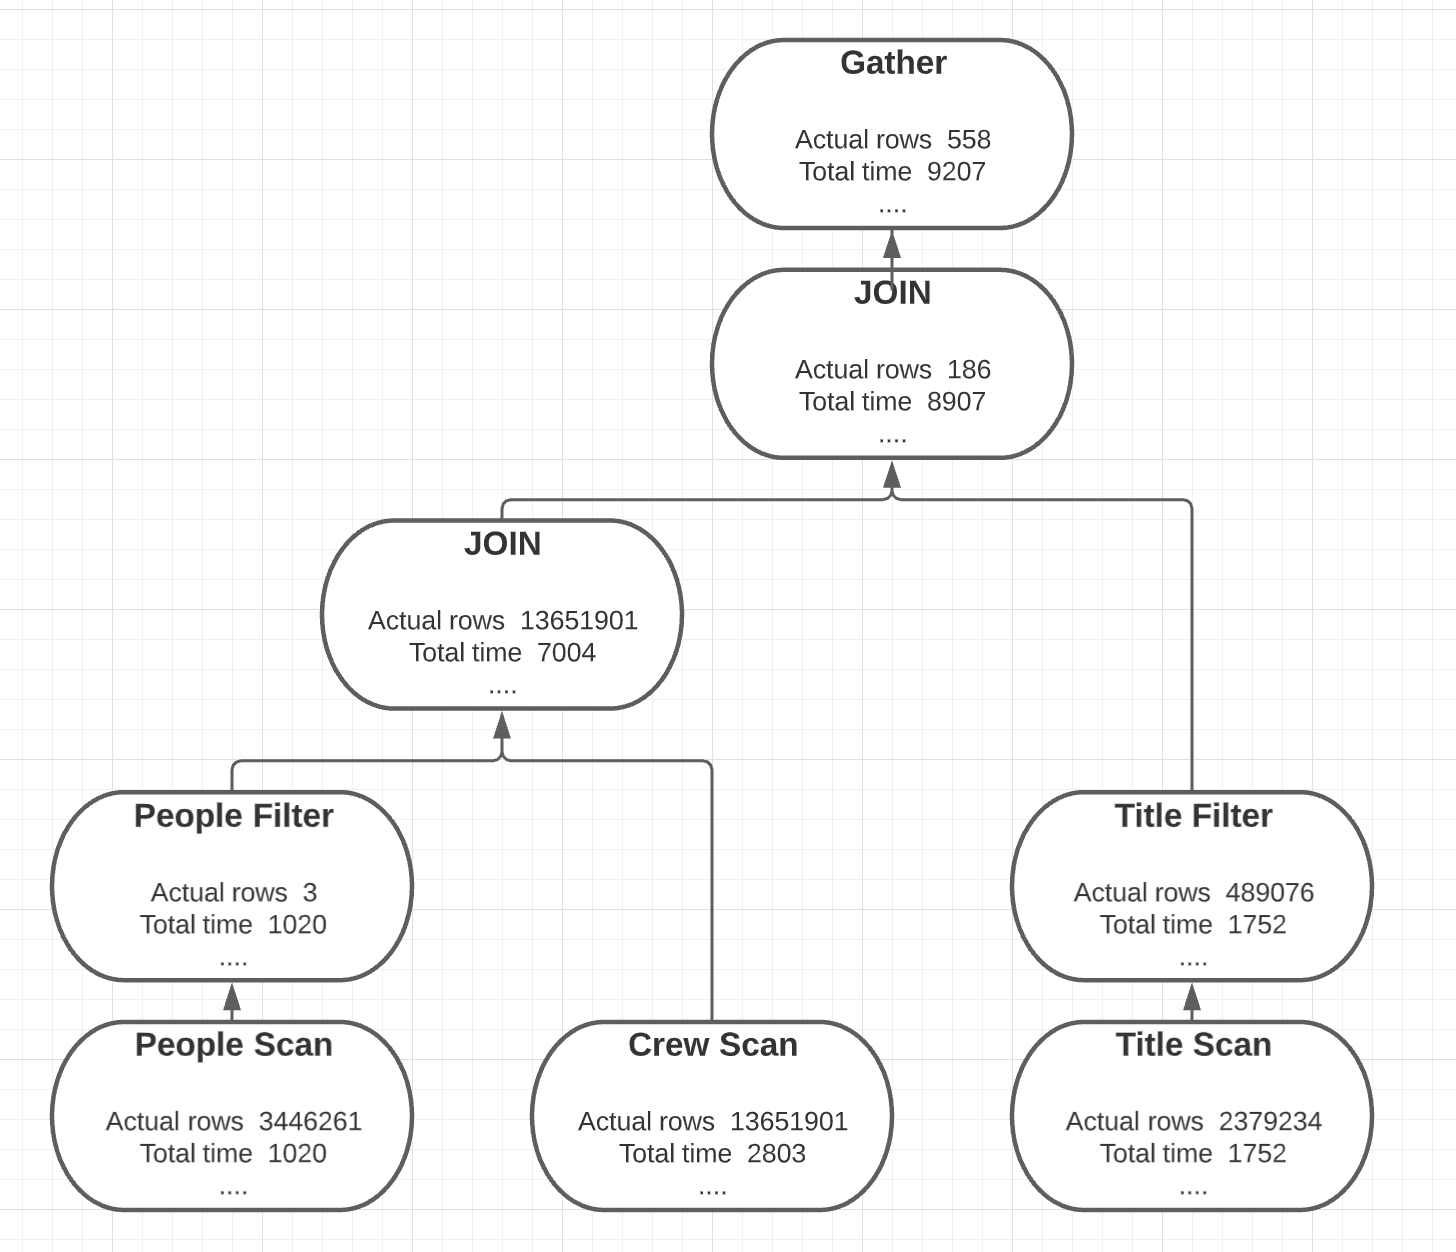 Gather
Actual rows 558
Total time 9207
....
JOIN
Actual rows 186
Total time 8907
....
JOIN
Actual rows 13651901
Total time 7004
....
People Filter
Actual rows 3
Total time 1020
....
Title Filter
Actual rows 489076
Total time 1752
....
People Scan
Actual rows 3446261
Total time 1020
....
Crew Scan
Actual rows 13651901
Total time 2803
....
Title Scan
Actual rows 2379234
Total time 1752
....